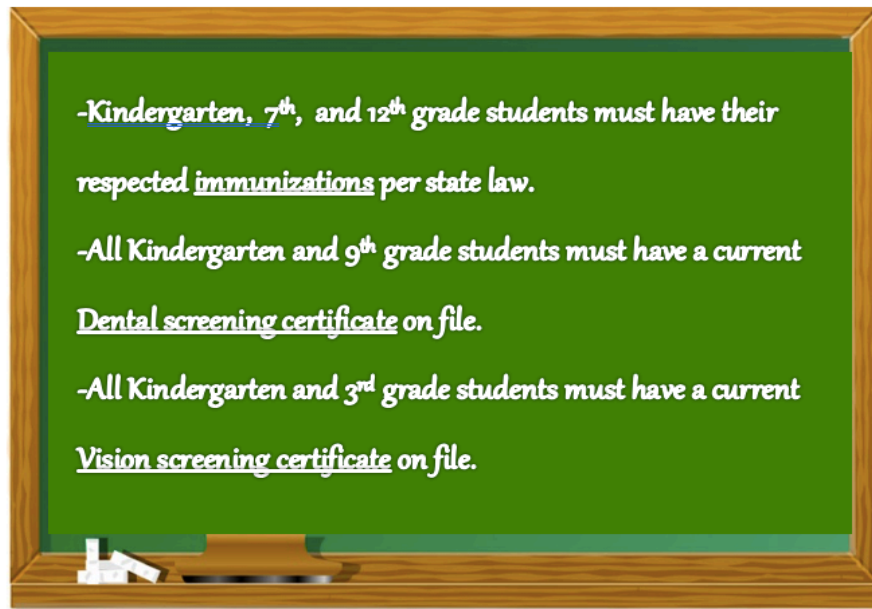 -Kindergarten, 7th, and 12th grade students must have their
respected immunizations per state law.
-All Kindergarten and 9th grade students must have a current
Dental screening certificate on file.
-All Kindergarten and 3rd grade students must have a current
Vision screening certificate on file.